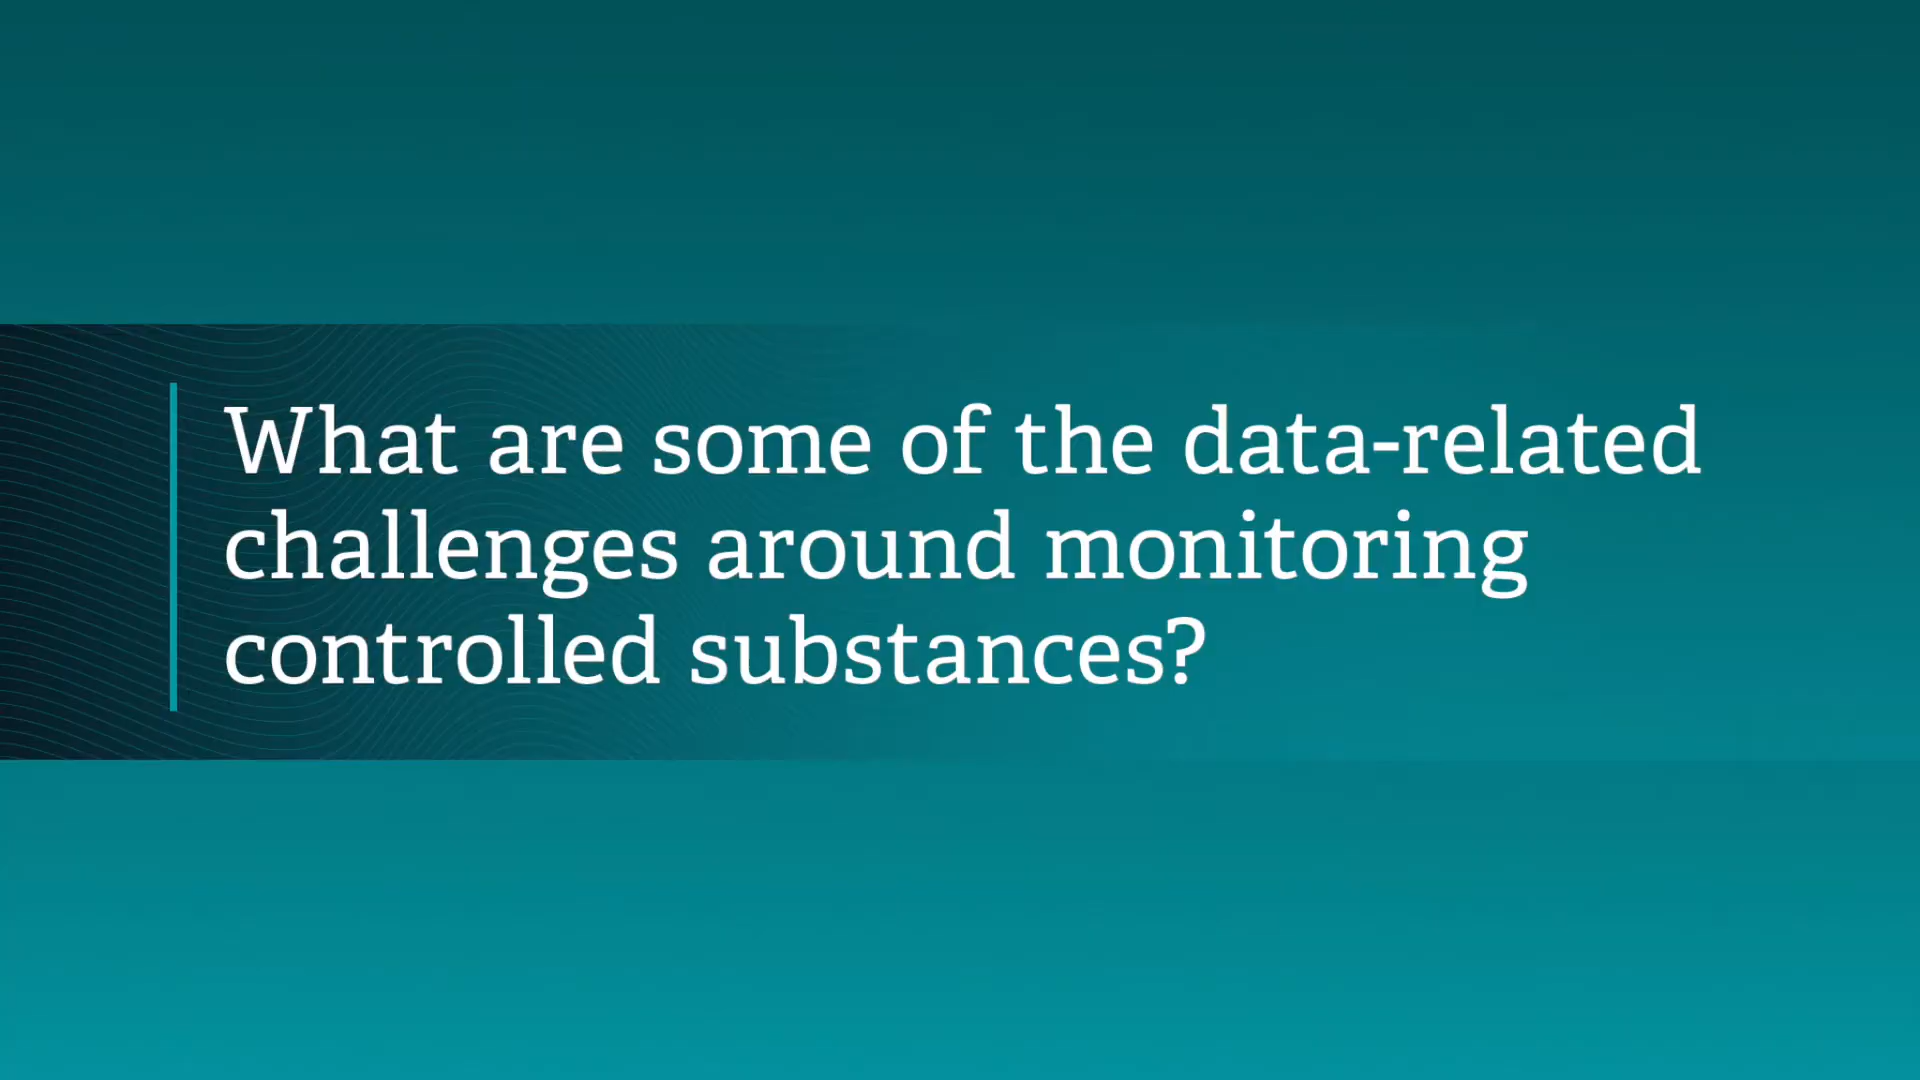 What are some of the data-related
challenges around monitoring
controlled substances?